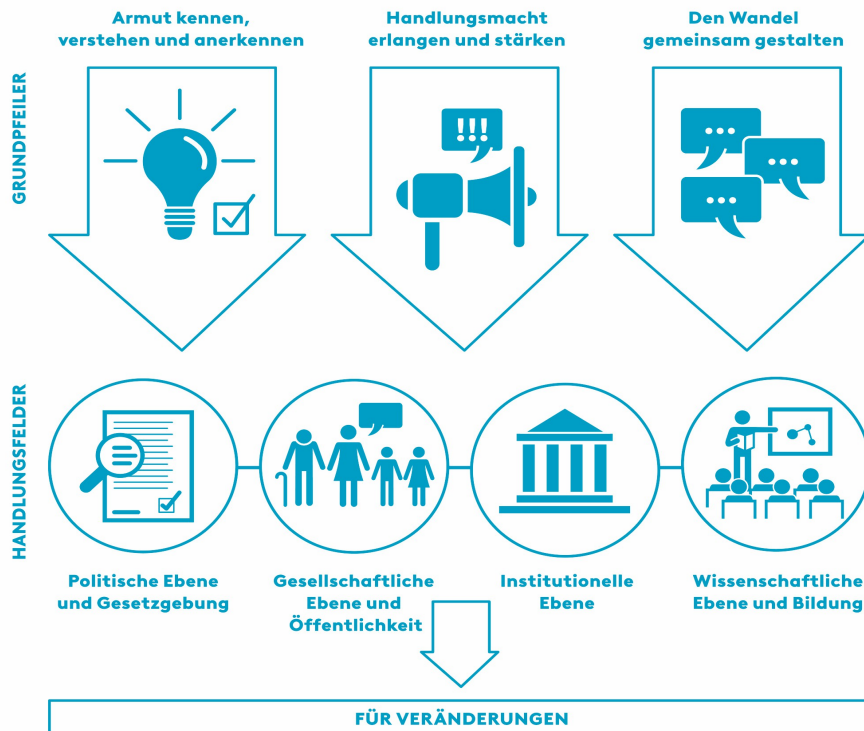 Armut kennen,
verstehen und anerkennen
Handlungsmacht
erlangen und stärken
Den Wandel
gemeinsam gestalten
GRUNDPFEILER
!!!
HANDLUNGSFELDER
Politische Ebene
und Gesetzgebung
Gesellschaftliche
Ebene und
Öffentlichkeit
Institutionelle
Ebene
Wissenschaftliche
Ebene und Bildung
FÜR VERÄNDERUNGEN